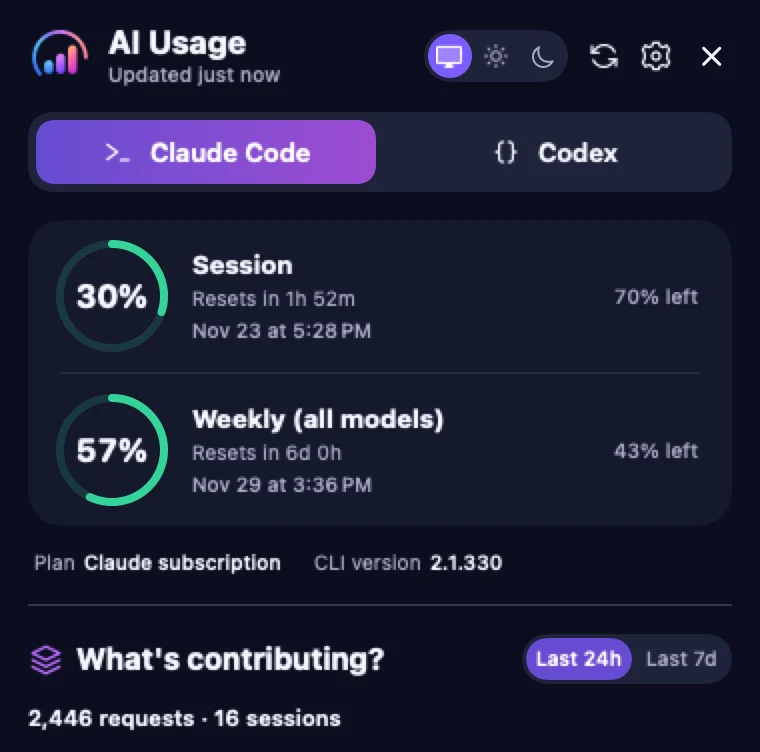 AI Usage
Updated just now
>_ Claude Code
{} Codex
30%
Session
Resets in 1h 52m
Nov 23 at 5:28 PM
70% left
57%
Weekly (all models)
Resets in 6d 0h
Nov 29 at 3:36 PM
43% left
Plan Claude subscription CLI version 2.1.330
What's contributing?
Last 24h Last 7d
2,446 requests · 16 sessions